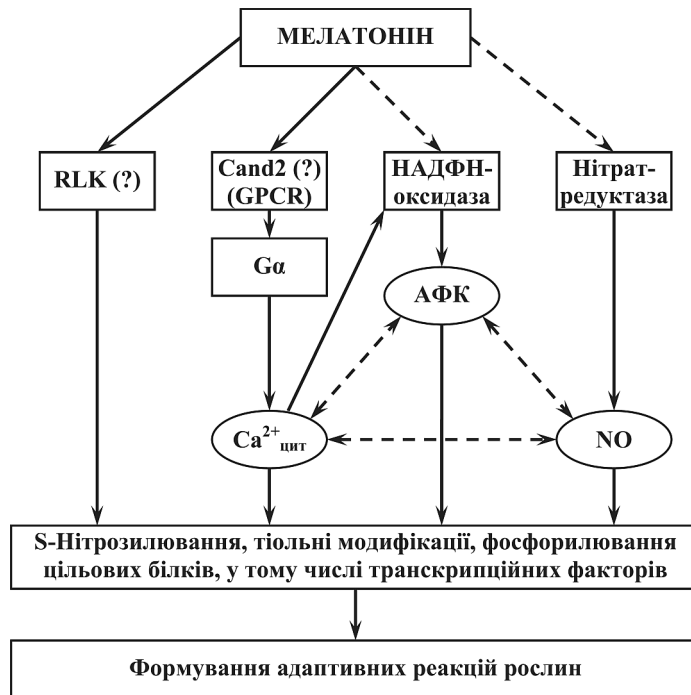 МЕЛАТОНІН
RLK (?)
Cand2 (?)
(GPCR)
НАДФН-
оксидаза
Нітрат-
редуктаза
Gα
АФК
Ca²⁺цит
NO
S-Нітрозилювання, тіольні модифікації, фосфорилювання
цільових білків, у тому числі транскрипційних факторів
Формування адаптивних реакцій рослин